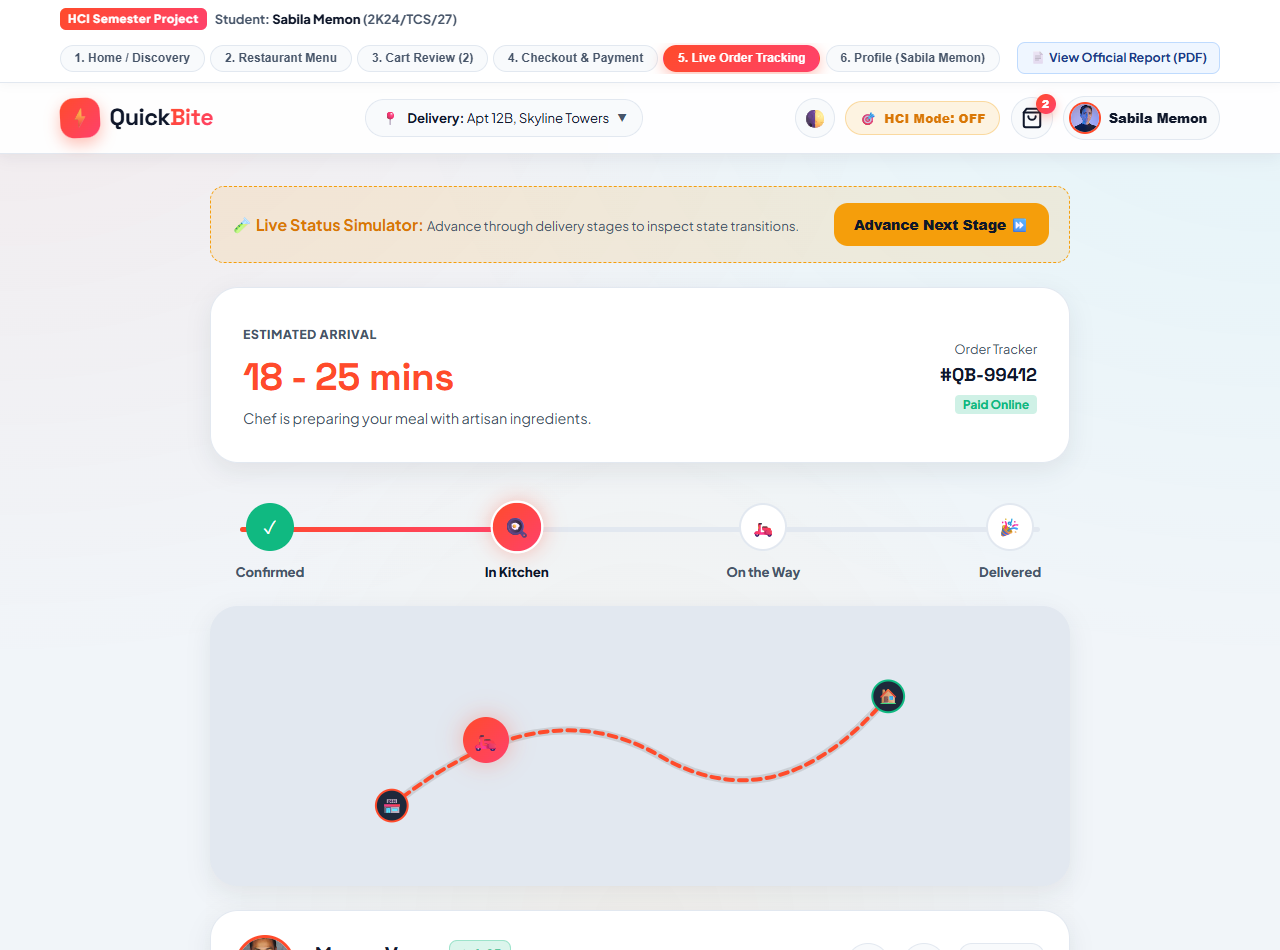 HCI Semester Project Student: Sabila Memon (2K24/TCS/27)
1. Home / Discovery 2. Restaurant Menu 3. Cart Review (2) 4. Checkout & Payment 5. Live Order Tracking 6. Profile (Sabila Memon) View Official Report (PDF)
QuickBite Delivery: Apt 12B, Skyline Towers ▼ HCI Mode: OFF 2 Sabila Memon
Live Status Simulator: Advance through delivery stages to inspect state transitions. Advance Next Stage
ESTIMATED ARRIVAL
18 - 25 mins
Chef is preparing your meal with artisan ingredients.
Order Tracker
#QB-99412
Paid Online
Confirmed In Kitchen On the Way Delivered